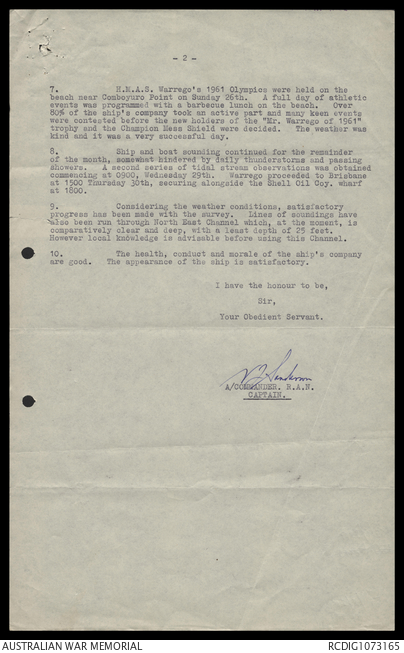 - 2 -
7. H.M.A.S. Warrego's 1961 Olympics were held on the
beach near Comboyuro Point on Sunday 26th. A full day of athletic
events was programmed with a barbecue lunch on the beach. Over
80% of the ship's company took an active part and many keen events
were contested before the new holders of the "Mr. Warrego of 1961"
trophy and the Champion Mess Shield were decided. The weather was
kind and it was a very successful day.
8. Ship and boat sounding continued for the remainder
of the month, somewhat hindered by daily thunderstorms and passing
showers. A second series of tidal stream observations was obtained
commencing at 0900, Wednesday 29th. Warrego proceeded to Brisbane
at 1500 Thursday 30th, securing alongside the Shell Oil Coy. wharf
at 1800.
9. Considering the weather conditions, satisfactory
progress has been made with the survey. Lines of soundings have
also been run through North East Channel which, at the moment, is
comparatively clear and deep, with a least depth of 25 feet.
However local knowledge is advisable before using this Channel.
10. The health, conduct and morale of the ship's company
are good. The appearance of the ship is satisfactory.
I have the honour to be,
Sir,
Your Obedient Servant.
A/COMMANDER. R.A.N.
CAPTAIN.
AUSTRALIAN WAR MEMORIAL
RCDIG1073165